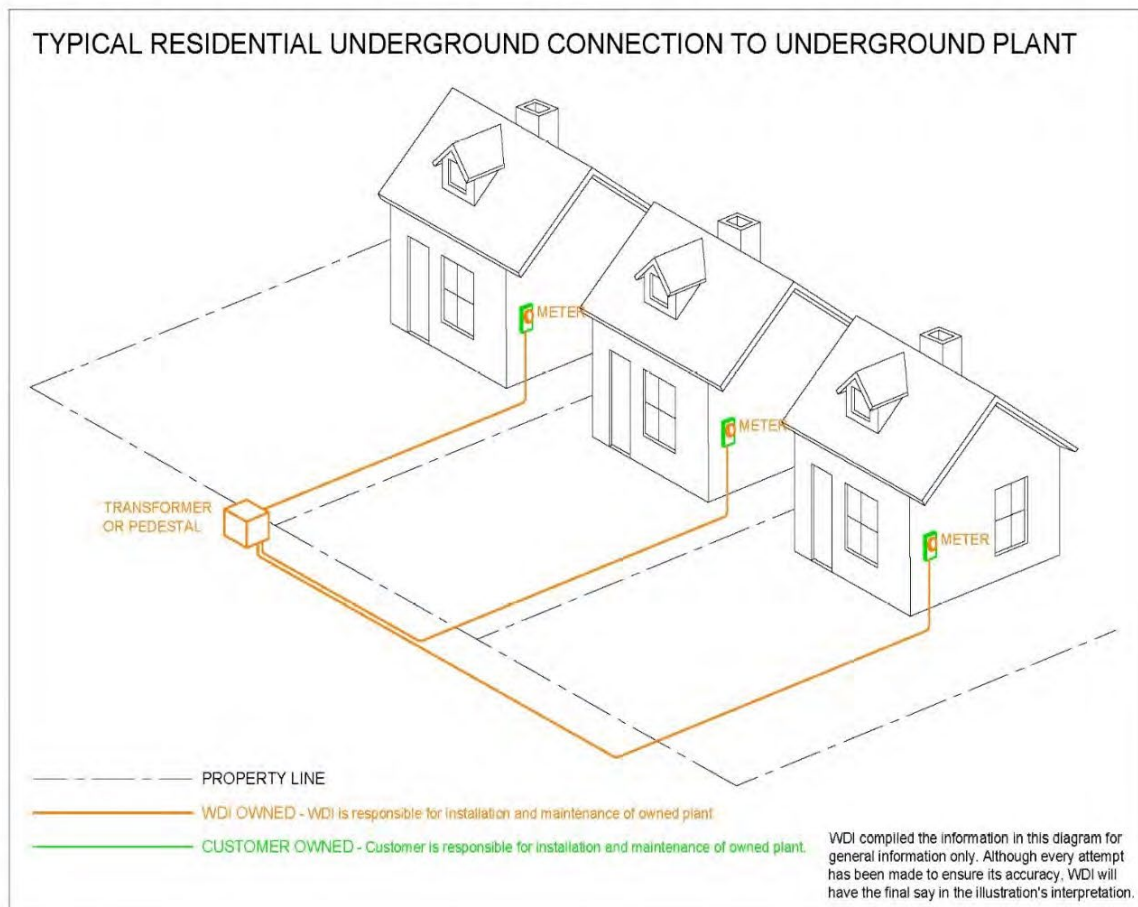 TYPICAL RESIDENTIAL UNDERGROUND CONNECTION TO UNDERGROUND PLANT
METER
METER
METER
TRANSFORMER
OR PEDESTAL
PROPERTY LINE
WDI OWNED - WDI is responsible for installation and maintenance of owned plant
CUSTOMER OWNED - Customer is responsible for installation and maintenance of owned plant.
WDI compiled the information in this diagram for
general information only. Although every attempt
has been made to ensure its accuracy, WDI will
have the final say in the illustration's interpretation.